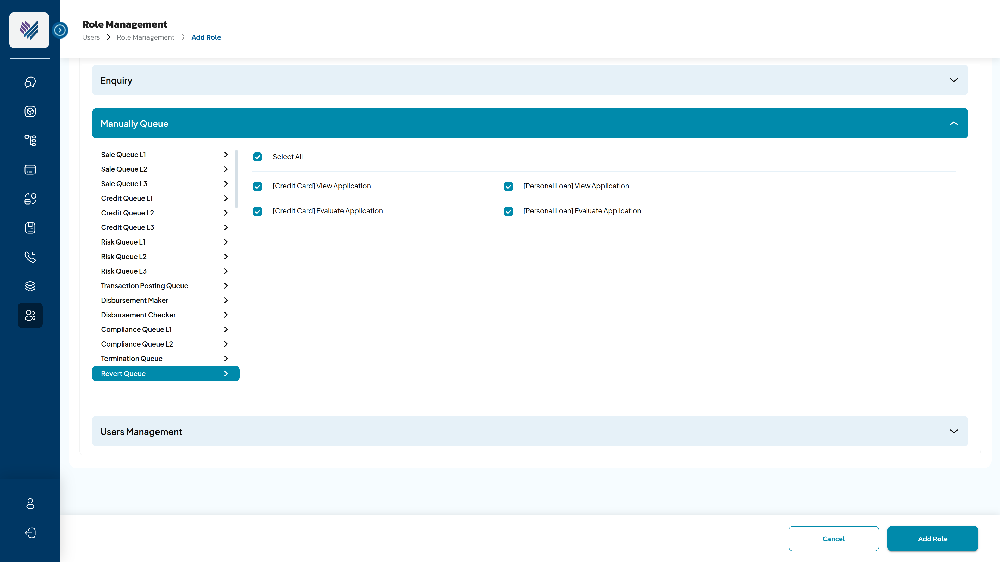 Role Management
Users > Role Management > Add Role
Enquiry
Manually Queue
Sale Queue L1
Sale Queue L2
Sale Queue L3
Credit Queue L1
Credit Queue L2
Credit Queue L3
Risk Queue L1
Risk Queue L2
Risk Queue L3
Transaction Posting Queue
Disbursement Maker
Disbursement Checker
Compliance Queue L1
Compliance Queue L2
Termination Queue
Revert Queue
Select All
[Credit Card] View Application
[Personal Loan] View Application
[Credit Card] Evaluate Application
[Personal Loan] Evaluate Application
Users Management
Cancel
Add Role